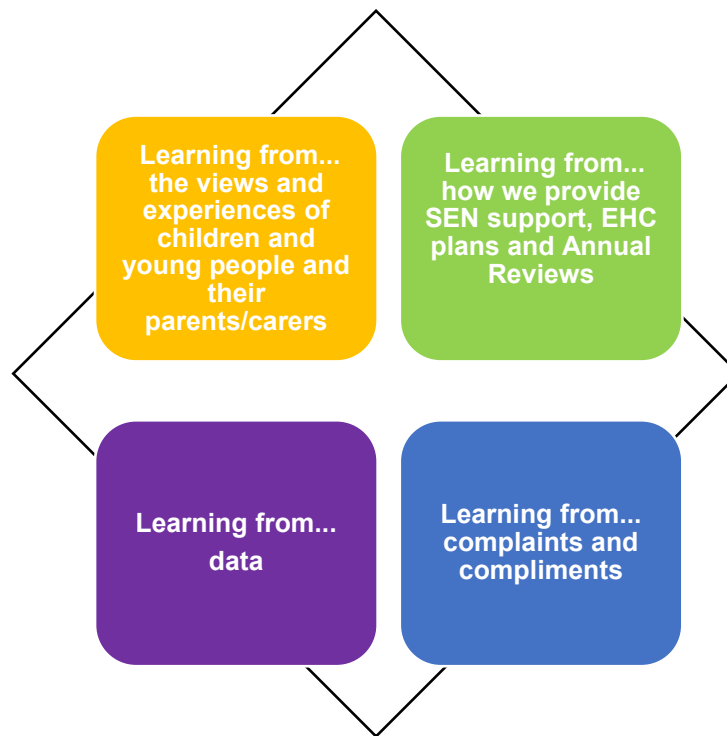 Learning from...
the views and
experiences of
children and
young people and
their
parents/carers
Learning from...
how we provide
SEN support, EHC
plans and Annual
Reviews
Learning from...
data
Learning from...
complaints and
compliments